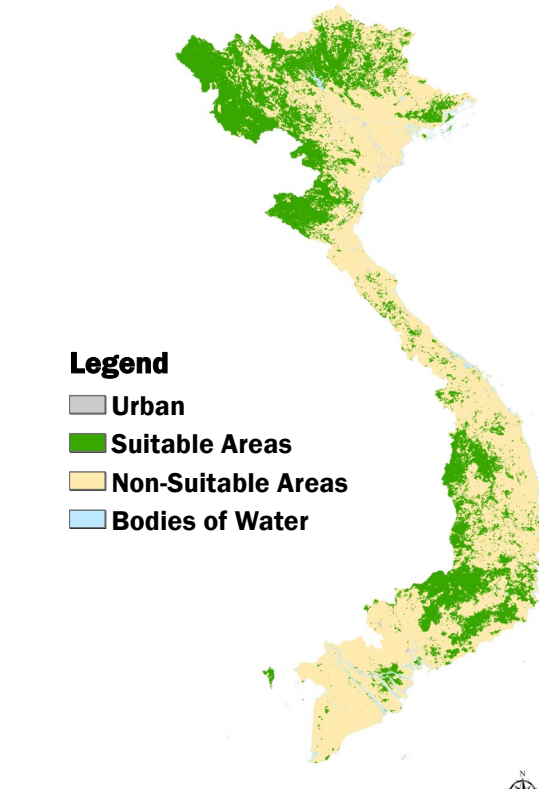 Legend
Urban
Suitable Areas
Non-Suitable Areas
Bodies of Water
N